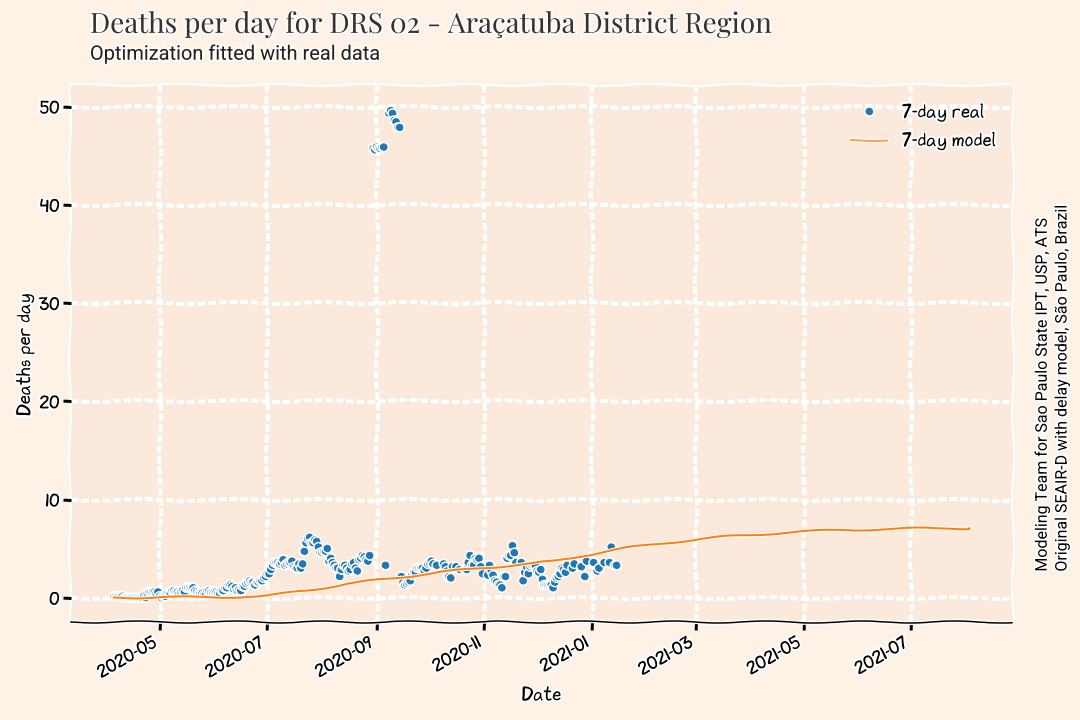 Deaths per day for DRS 02 - Araçatuba District Region
Optimization fitted with real data
7-day real
7-day model
50
40
30
20
10
0
Deaths per day
2020-05
2020-07
2020-09
2020-11
2021-01
2021-03
2021-05
2021-07
Date
Modeling Team for Sao Paulo State IPT, USP, ATS
Original SEAIR-D with delay model, São Paulo, Brazil